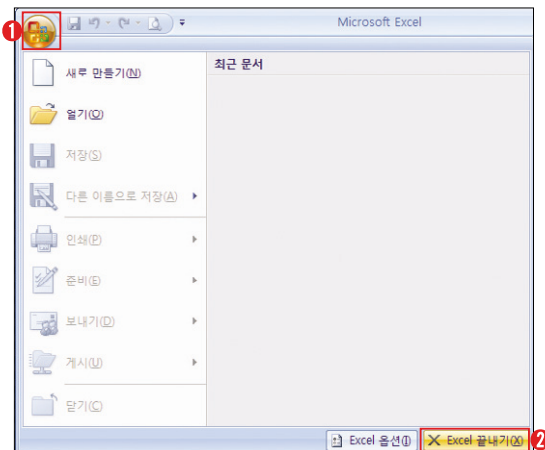 1
Microsoft Excel
새로 만들기(N)
최근 문서
열기(O)
저장(S)
다른 이름으로 저장(A)
인쇄(P)
준비(E)
보내기(D)
게시(U)
닫기(C)
Excel 옵션(I)
Excel 끝내기(X)
2